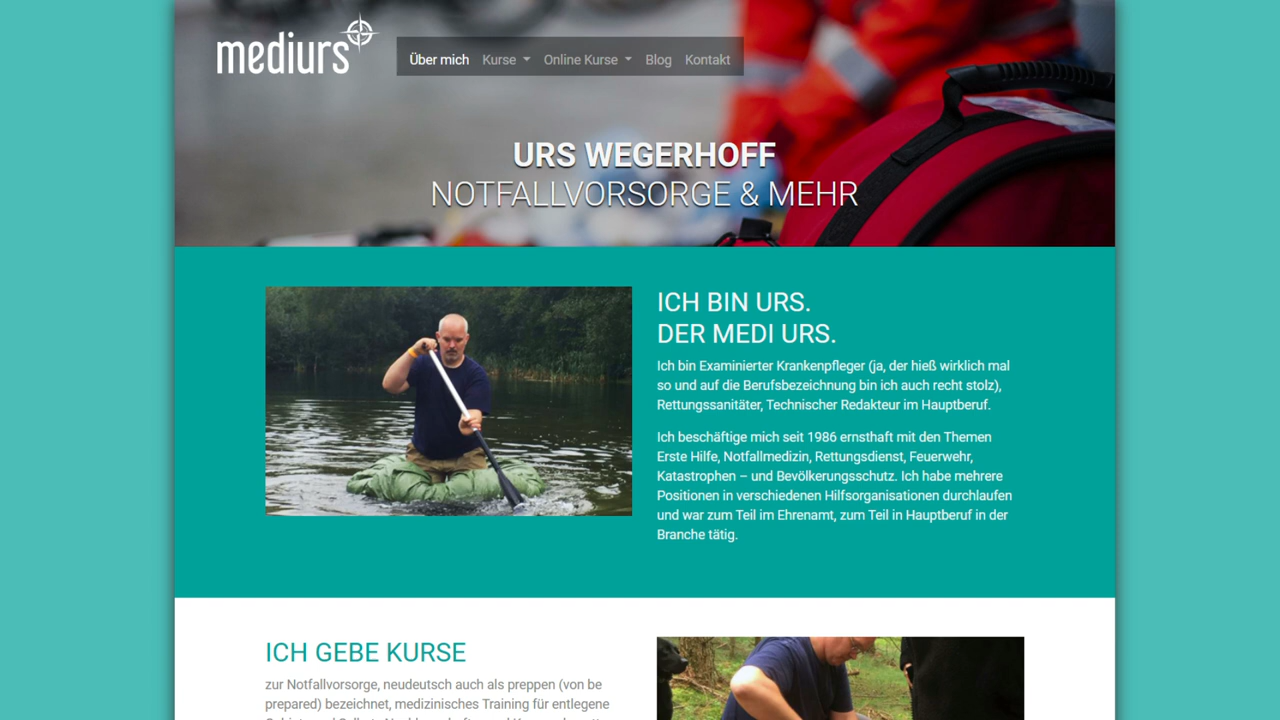 mediurs
Über mich Kurse Online Kurse Blog Kontakt
URS WEGERHOFF
NOTFALLVORSORGE & MEHR
ICH BIN URS.
DER MEDI URS.
Ich bin Examinierter Krankenpfleger (ja, der hieß wirklich mal
so und auf die Berufsbezeichnung bin ich auch recht stolz),
Rettungssanitäter, Technischer Redakteur im Hauptberuf.
Ich beschäftige mich seit 1986 ernsthaft mit den Themen
Erste Hilfe, Notfallmedizin, Rettungsdienst, Feuerwehr,
Katastrophen – und Bevölkerungsschutz. Ich habe mehrere
Positionen in verschiedenen Hilfsorganisationen durchlaufen
und war zum Teil im Ehrenamt, zum Teil in Hauptberuf in der
Branche tätig.
ICH GEBE KURSE
zur Notfallvorsorge, neudeutsch auch als preppen (von be
prepared) bezeichnet, medizinisches Training für entlegene